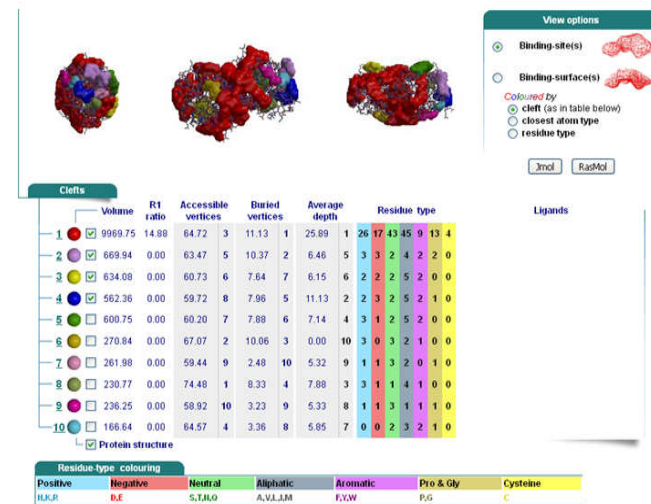 View options
Binding-site(s)
Binding-surface(s)
Coloured by
cleft (as in table below)
closest atom type
residue type
Jmol RasMol
Clefts
Volume R1 ratio Accessible vertices Buried vertices Average depth Residue type Ligands
1 9969.75 14.88 64.72 3 11.13 1 25.89 1 26 17 43 45 9 13 4
2 669.94 0.00 63.47 5 10.37 2 6.46 5 3 3 2 4 2 2 0
3 634.08 0.00 60.73 6 7.64 7 6.15 6 2 2 2 5 2 0 0
4 562.36 0.00 59.72 8 7.96 5 11.13 2 2 3 2 5 2 1 0
5 600.75 0.00 60.20 7 7.88 6 7.14 4 3 1 2 5 2 0 0
6 270.84 0.00 67.07 2 10.06 3 0.00 10 3 0 3 2 1 0 0
7 261.98 0.00 59.44 9 2.48 10 5.32 9 1 1 3 2 0 1 0
8 230.77 0.00 74.48 1 8.33 4 7.88 3 3 1 1 4 1 0 0
9 236.25 0.00 58.92 10 3.23 9 5.33 8 1 1 3 1 1 1 0
10 166.64 0.00 64.57 4 3.36 8 5.85 7 0 0 2 3 2 1 0
Protein structure
Residue-type colouring
Positive Negative Neutral Aliphatic Aromatic Pro & Gly Cysteine
H,K,R D,E S,T,N,Q A,V,L,I,M F,Y,W P,G C